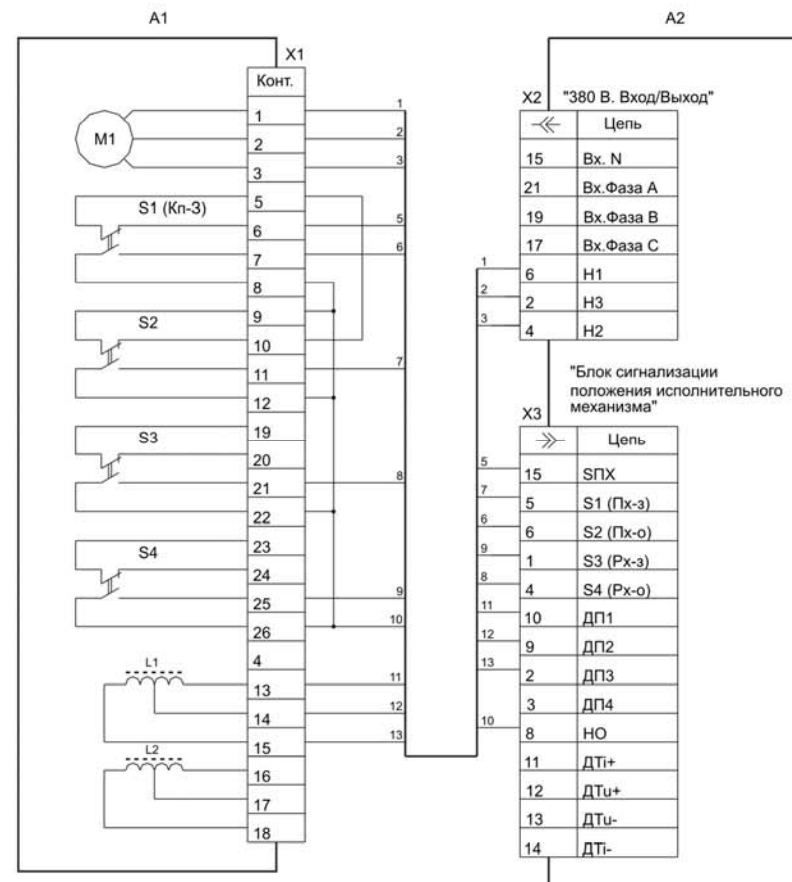 A1
A2
X1
Конт.
1
2
3
5
6
7
8
9
10
11
12
19
20
21
22
23
24
25
26
4
13
14
15
16
17
18
M1
S1 (Кп-3)
S2
S3
S4
L1
L2
1
2
3
5
6
7
8
9
10
11
12
13
X2 "380 В. Вход/Выход"
Цепь
15 Вх. N
21 Вх.Фаза A
19 Вх.Фаза B
17 Вх.Фаза C
1 6 H1
2 2 H3
3 4 H2
"Блок сигнализации
положения исполнительного
механизма"
X3
Цепь
5 15 SПХ
7 5 S1 (Пх-з)
6 6 S2 (Пх-о)
9 1 S3 (Рх-з)
8 4 S4 (Рх-о)
11 10 ДП1
12 9 ДП2
13 2 ДП3
3 ДП4
10 8 НО
11 ДТi+
12 ДТu+
13 ДТu-
14 ДТi-